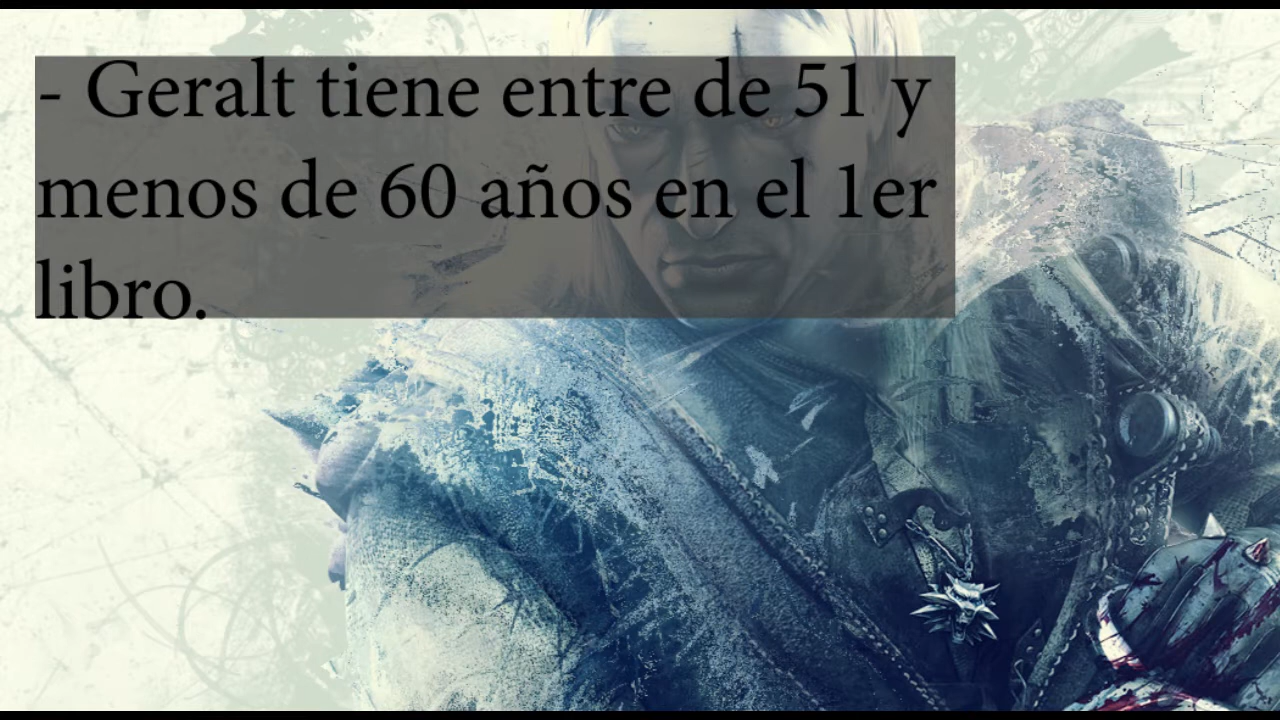 - Geralt tiene entre de 51 y
menos de 60 años en el 1er
libro.